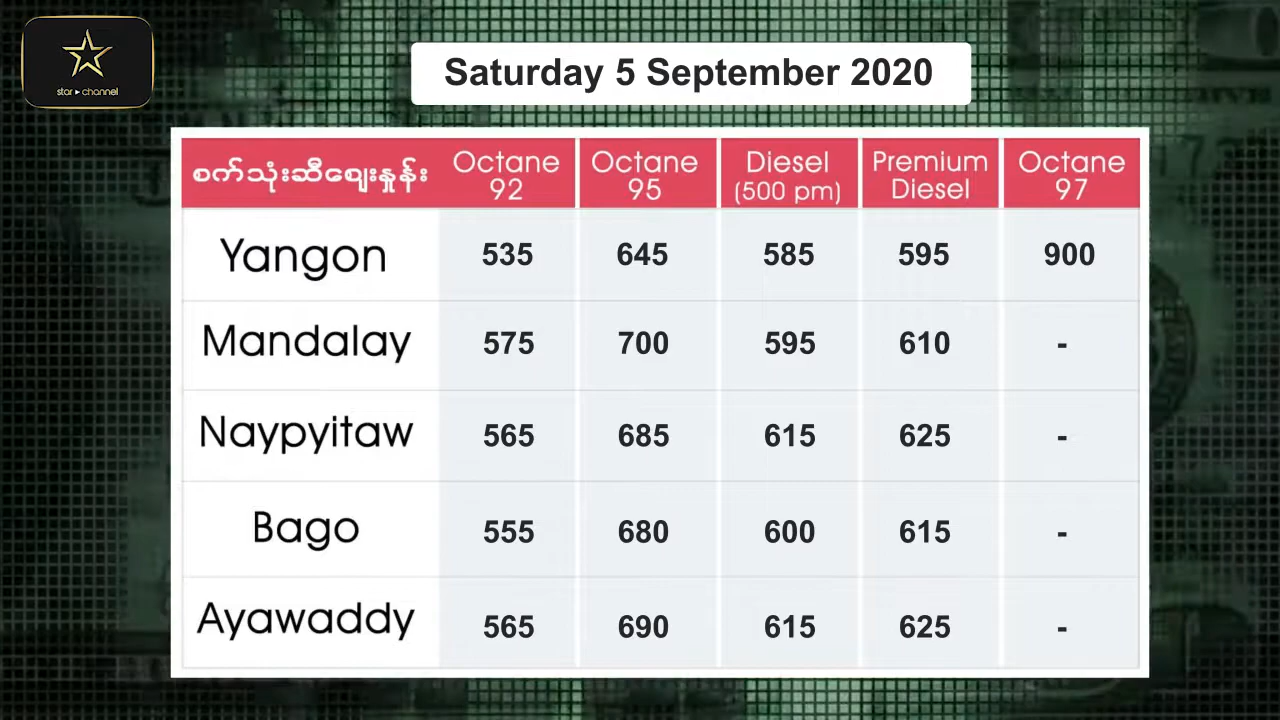 star ▸ channel
Saturday 5 September 2020
စက်သုံးဆီဈေးနှုန်း Octane 92 Octane 95 Diesel (500 pm) Premium Diesel Octane 97
Yangon 535 645 585 595 900
Mandalay 575 700 595 610 -
Naypyitaw 565 685 615 625 -
Bago 555 680 600 615 -
Ayawaddy 565 690 615 625 -